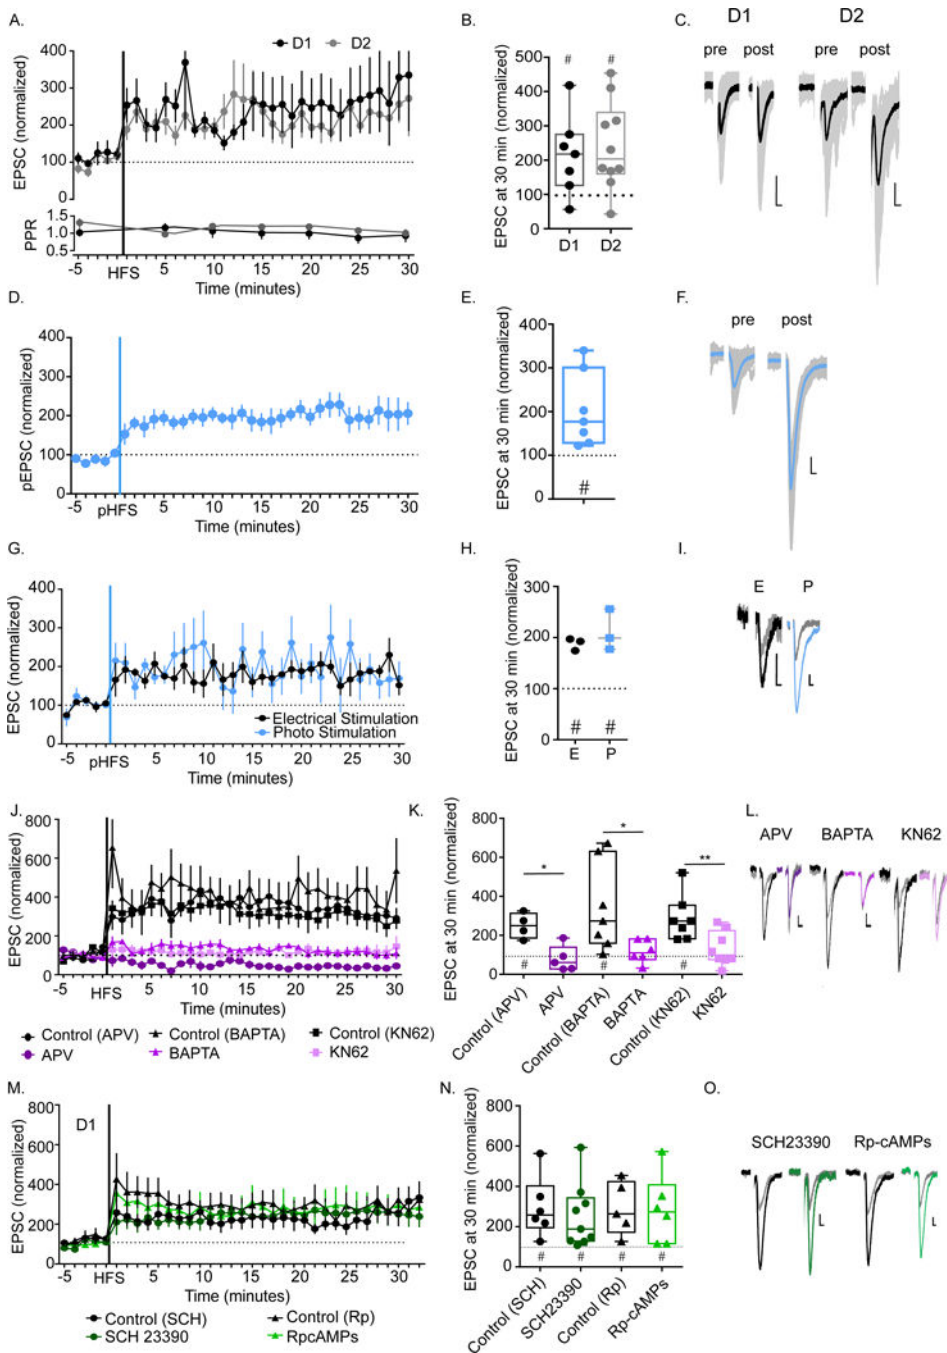 A.
D1 D2
EPSC (normalized)
400
300
200
100
0
PPR
1.5
1.0
0.5
-5 HFS 5 10 15 20 25 30
Time (minutes)
B.
EPSC at 30 min (normalized)
500
400
300
200
100
0
# #
D1 D2
C.
D1 D2
pre post pre post
D.
pEPSC (normalized)
400
300
200
100
0
-5 pHFS 5 10 15 20 25 30
Time (minutes)
E.
EPSC at 30 min (normalized)
400
300
200
100
0
#
F.
pre post
G.
EPSC (normalized)
400
300
200
100
0
Electrical Stimulation
Photo Stimulation
-5 pHFS 5 10 15 20 25 30
Time (minutes)
H.
EPSC at 30 min (normalized)
300
200
100
0
# #
E P
I.
E P
J.
EPSC (normalized)
800
600
400
200
0
-5 HFS 5 10 15 20 25 30
Time (minutes)
Control (APV) Control (BAPTA) Control (KN62)
APV BAPTA KN62
K.
EPSC at 30 min (normalized)
800
600
400
200
0
* * **
# # #
Control (APV)
APV
Control (BAPTA)
BAPTA
Control (KN62)
KN62
L.
APV BAPTA KN62
M.
D1
EPSC (normalized)
800
600
400
200
0
-5 HFS 5 10 15 20 25 30
Time (minutes)
Control (SCH) Control (Rp)
SCH 23390 RpcAMPs
N.
EPSC at 30 min (normalized)
800
600
400
200
0
# # # #
Control (SCH)
SCH23390
Control (Rp)
Rp-cAMPs
O.
SCH23390 Rp-cAMPs